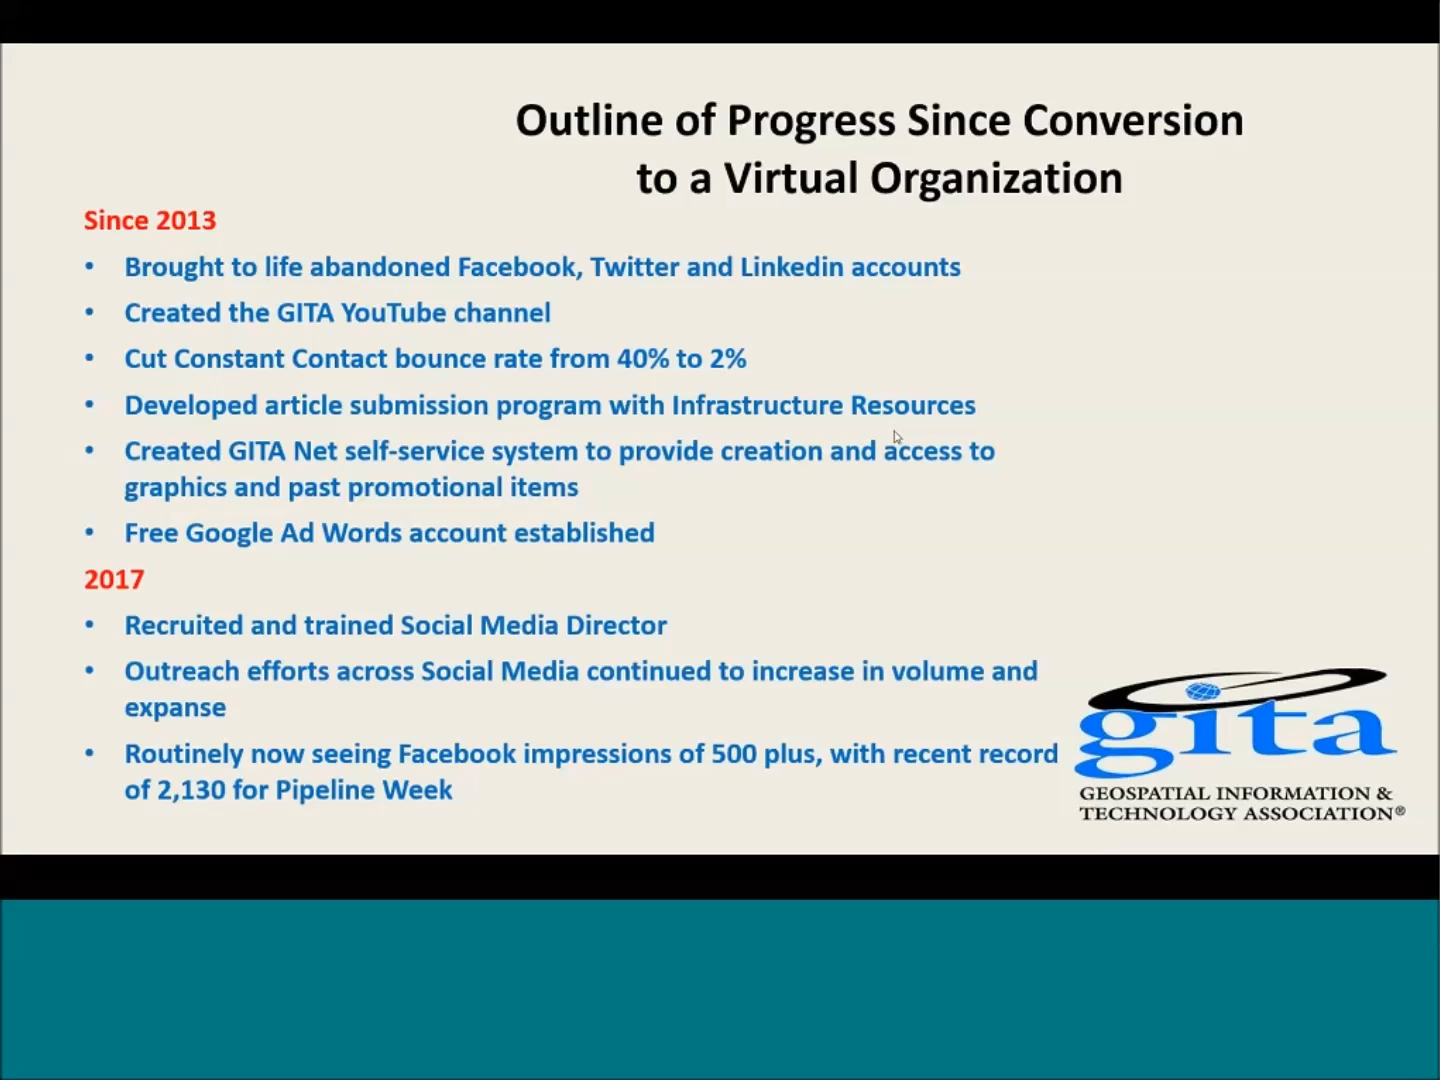 Outline of Progress Since Conversion
to a Virtual Organization
Since 2013
• Brought to life abandoned Facebook, Twitter and Linkedin accounts
• Created the GITA YouTube channel
• Cut Constant Contact bounce rate from 40% to 2%
• Developed article submission program with Infrastructure Resources
• Created GITA Net self-service system to provide creation and access to
graphics and past promotional items
• Free Google Ad Words account established
2017
• Recruited and trained Social Media Director
• Outreach efforts across Social Media continued to increase in volume and
expanse
• Routinely now seeing Facebook impressions of 500 plus, with recent record
of 2,130 for Pipeline Week
gita
GEOSPATIAL INFORMATION &
TECHNOLOGY ASSOCIATION®